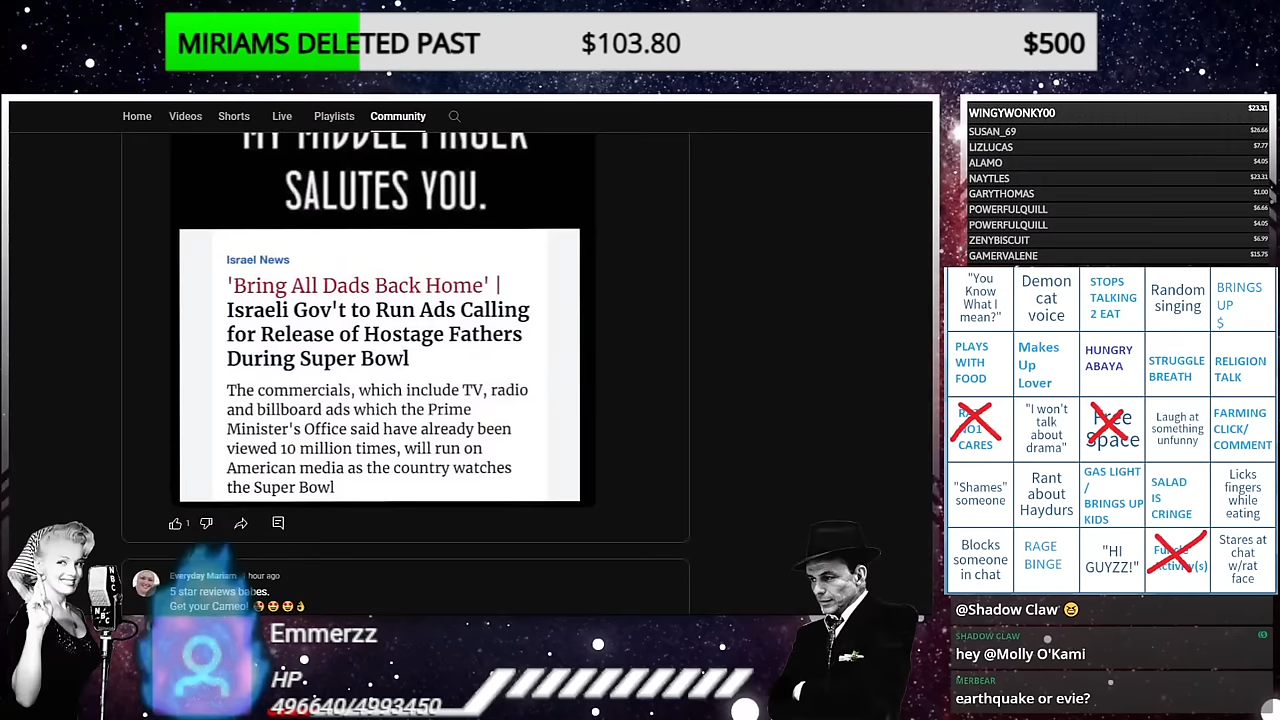 MIRIAMS DELETED PAST
$103.80
$500
Home Videos Shorts Live Playlists Community
MY MIDDLE FINGER
SALUTES YOU.
Israel News
'Bring All Dads Back Home' |
Israeli Gov't to Run Ads Calling
for Release of Hostage Fathers
During Super Bowl
The commercials, which include TV, radio
and billboard ads which the Prime
Minister's Office said have already been
viewed 10 million times, will run on
American media as the country watches
the Super Bowl
1
Everyday Mariam 1 hour ago
5 star reviews babes.
Get your Cameo! 🤩😍😍👌
NBC
Emmerzz
HP
496640/4993450
WINGYWONKY00 $23.31
SUSAN_69 $26.66
LIZLUCAS $7.77
ALAMO $4.05
NAYTLES $23.31
GARYTHOMAS $1.00
POWERFULQUILL $6.66
POWERFULQUILL $4.05
ZENYBISCUIT $6.99
GAMERVALENE $15.75
"You
Know
What I
mean?"
Demon
cat
voice
STOPS
TALKING
2 EAT
Random
singing
BRINGS
UP
$
PLAYS
WITH
FOOD
Makes
Up
Lover
HUNGRY
ABAYA
STRUGGLE
BREATH
RELIGION
TALK
NO1
CARES
"I won't
talk
about
drama"
Free
Space
Laugh at
something
unfunny
FARMING
CLICK/
COMMENT
"Shames"
someone
Rant
about
Haydurs
GAS LIGHT
/
BRINGS UP
KIDS
SALAD
IS
CRINGE
Licks
fingers
while
eating
Blocks
someone
in chat
RAGE
BINGE
"HI
GUYZZ!"
Activity(s)
Stares at
chat
w/rat
face
@Shadow Claw 😆
SHADOW CLAW
hey @Molly O'Kami
MERBEAR
earthquake or evie?